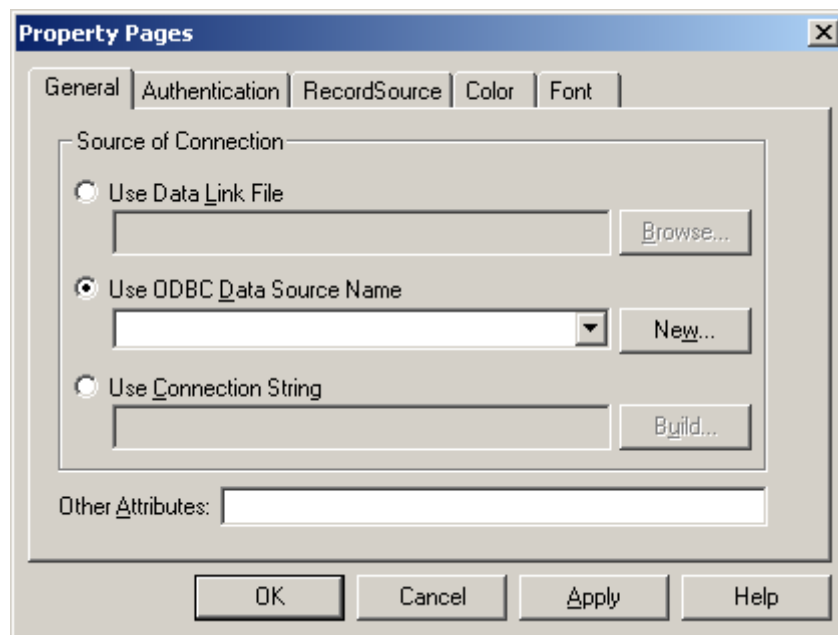 Property Pages
General Authentication RecordSource Color Font
Source of Connection
Use Data Link File
Browse...
Use ODBC Data Source Name
New...
Use Connection String
Build...
Other Attributes:
OK Cancel Apply Help